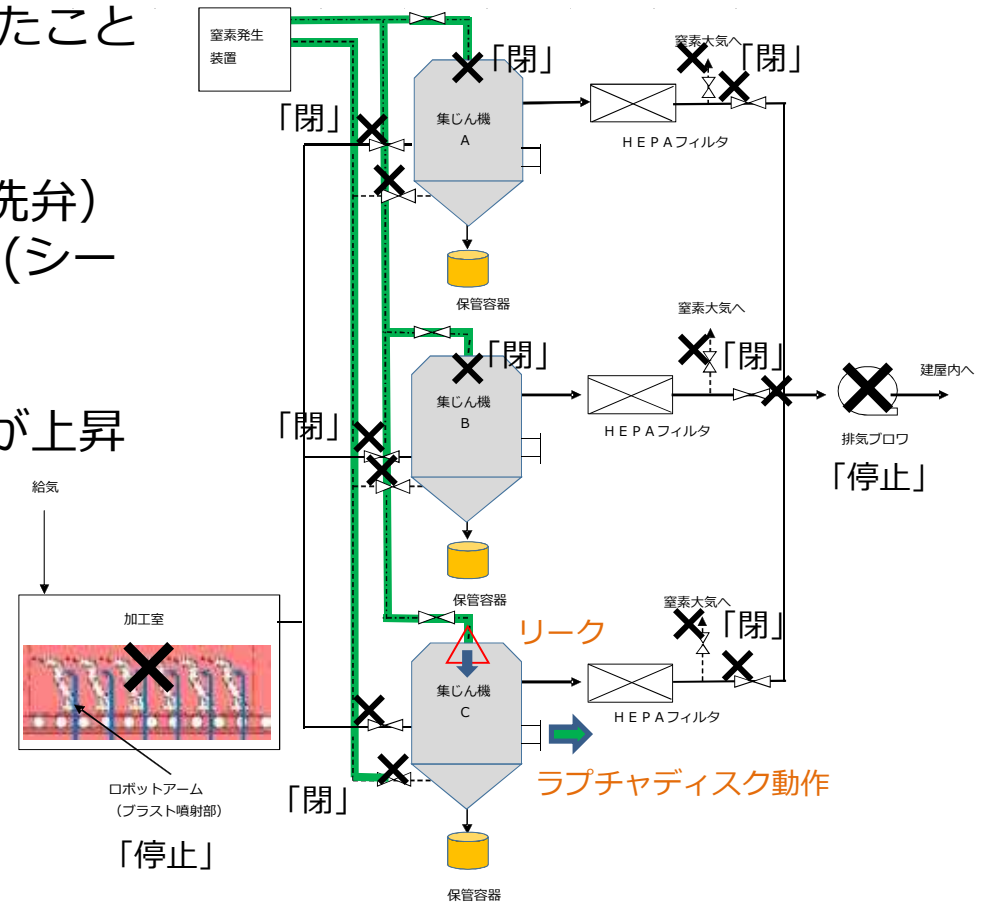 たこと
洗弁）
(シー
が上昇
窒素発生
装置
「閉」
窒素大気へ
「閉」
「閉」
集じん機
A
ＨＥＰＡフィルタ
保管容器
窒素大気へ
「閉」
「閉」
「閉」
集じん機
B
ＨＥＰＡフィルタ
建屋内へ
排気ブロワ
「停止」
保管容器
給気
加工室
リーク
窒素大気へ
「閉」
集じん機
C
ＨＥＰＡフィルタ
ラプチャディスク動作
「閉」
ロボットアーム
（ブラスト噴射部）
「停止」
保管容器